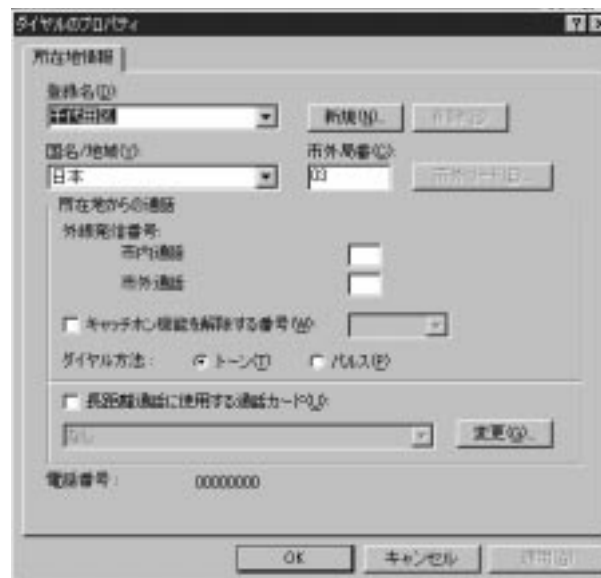 ダイヤルのプロパティ
所在地情報
登録名(D)
新規(N)...
国名/地域(Y):
市外局番(C):
日本
03
所在地からの通話
外線発信番号:
市内通話
市外通話
キャッチホン機能を解除する番号(W):
ダイヤル方法: トーン(T) パルス(P)
長距離通話に使用する通話カード(U):
なし
変更(G)...
電話番号: 00000000
OK キャンセル 適用(A)